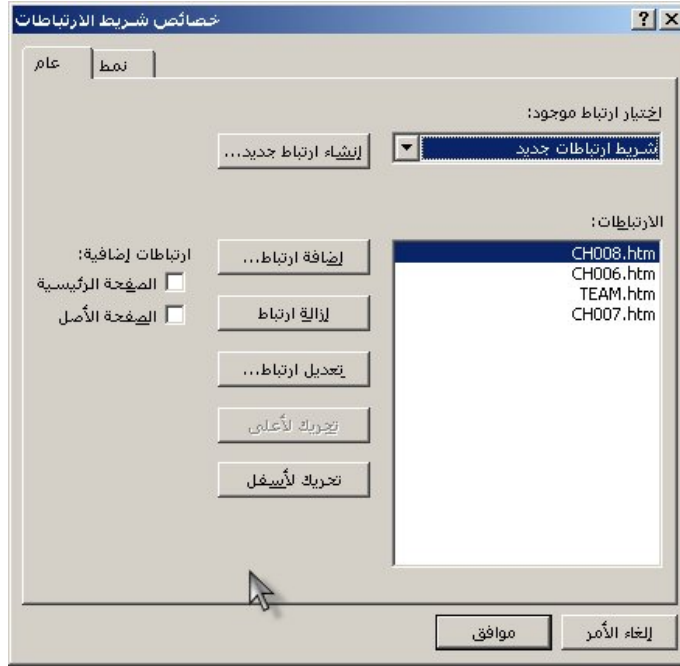 خصائص شريط الارتباطات
عام
نمط
اختيار ارتباط موجود:
شريط ارتباطات جديد
إنشاء ارتباط جديد...
الارتباطات:
CH008.htm
CH006.htm
TEAM.htm
CH007.htm
إضافة ارتباط...
إزالة ارتباط
تعديل ارتباط...
تحريك لأعلى
تحريك لأسفل
ارتباطات إضافية:
الصفحة الرئيسية
الصفحة الأصل
إلغاء الأمر
موافق